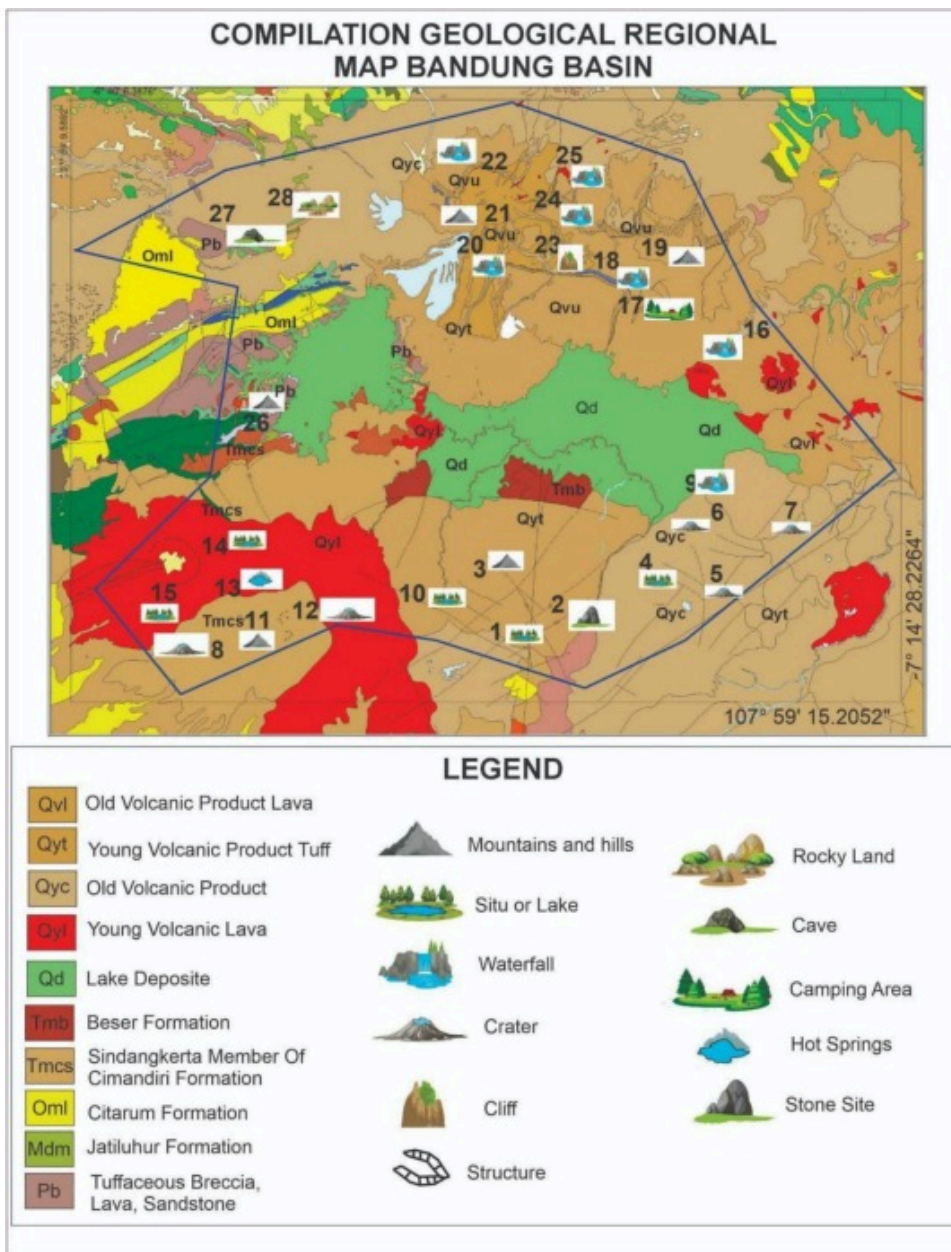 COMPILATION GEOLOGICAL REGIONAL
MAP BANDUNG BASIN
Qyc
22
25
Qvu
28
24
27
21
Qvu
Qvu
Pb
20
23
19
Oml
18
17
Oml
Qvu
Qyt
16
Pb
Pb
Pb
Qyl
Qd
26
Qyl
Qd
Tmcs
Qvl
Qd
9
Tmb
Tmcs
Qyt
6
7
14
Qyl
Qyc
3
4
13
5
15
10
2
12
Tmcs
Qyc
Qyt
11
1
8
-7° 14' 28.2264"
107° 59' 15.2052"
LEGEND
Qvl Old Volcanic Product Lava
Qyt Young Volcanic Product Tuff
Qyc Old Volcanic Product
Qyl Young Volcanic Lava
Qd Lake Deposite
Tmb Beser Formation
Tmcs Sindangkerta Member Of
Cimandiri Formation
Oml Citarum Formation
Mdm Jatiluhur Formation
Pb Tuffaceous Breccia,
Lava, Sandstone
Mountains and hills
Situ or Lake
Waterfall
Crater
Cliff
Structure
Rocky Land
Cave
Camping Area
Hot Springs
Stone Site